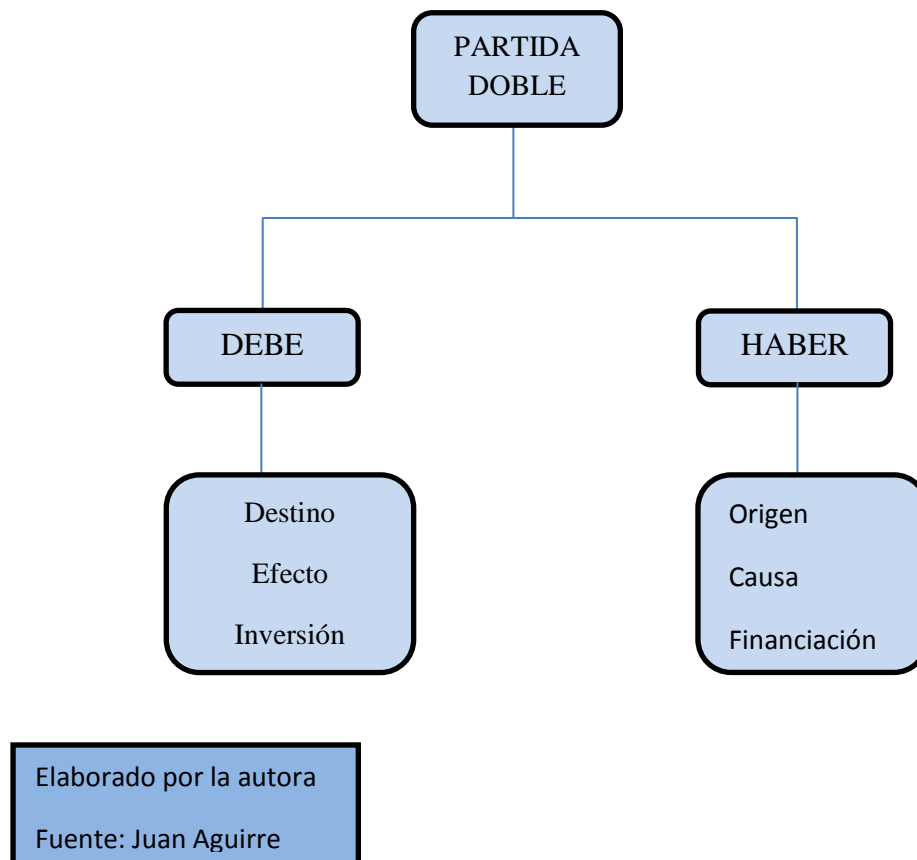 PARTIDA
DOBLE
DEBE
HABER
Destino
Efecto
Inversión
Origen
Causa
Financiación
Elaborado por la autora
Fuente: Juan Aguirre